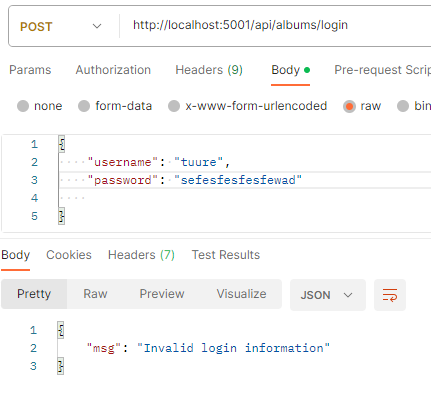 POST http://localhost:5001/api/albums/login
Params Authorization Headers (9) Body Pre-request Scrip
none form-data x-www-form-urlencoded raw bin
1 {
2 "username": "tuure",
3 "password": "sefesfesfesfewad"
4
5 }
Body Cookies Headers (7) Test Results
Pretty Raw Preview Visualize JSON
1 {
2 "msg": "Invalid login information"
3 }